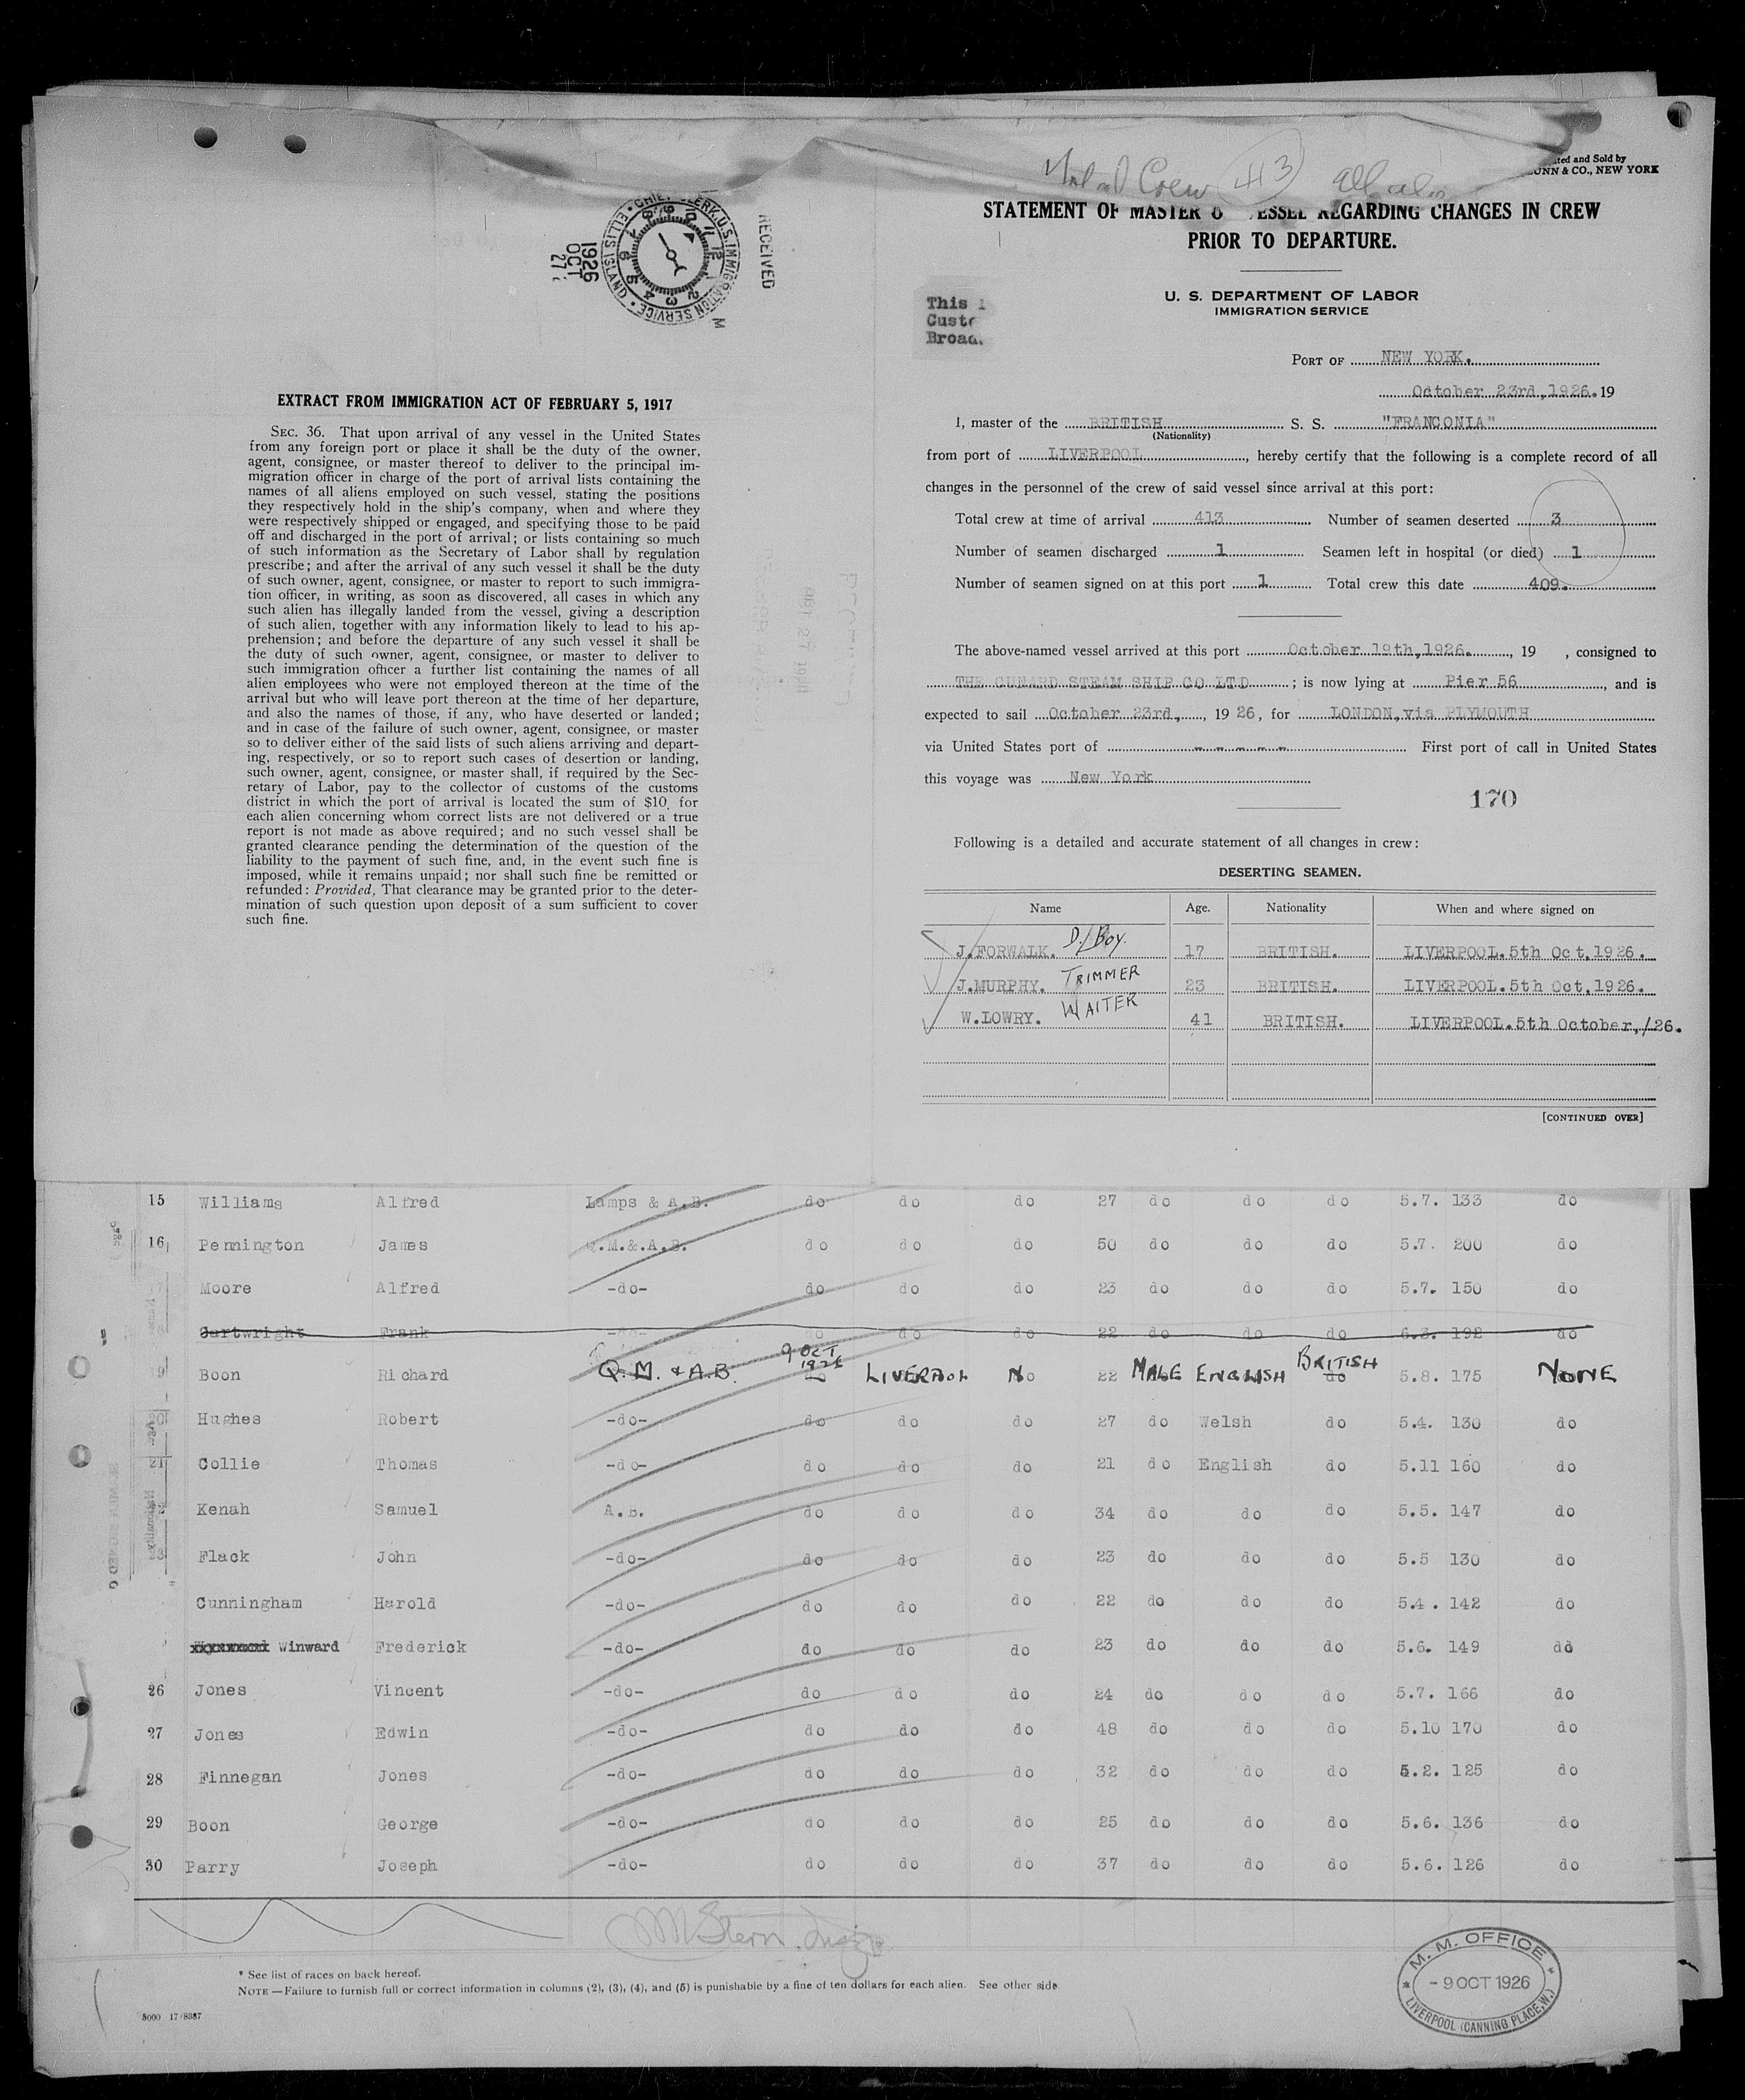 RECEIVED
1926 OCT 27
CHIEF CLERK, U.S. IMMIGRATION SERVICE • ELLIS ISLAND •
M
EXTRACT FROM IMMIGRATION ACT OF FEBRUARY 5, 1917
SEC. 36. That upon arrival of any vessel in the United States
from any foreign port or place it shall be the duty of the owner,
agent, consignee, or master thereof to deliver to the principal im-
migration officer in charge of the port of arrival lists containing the
names of all aliens employed on such vessel, stating the positions
they respectively hold in the ship's company, when and where they
were respectively shipped or engaged, and specifying those to be paid
off and discharged in the port of arrival; or lists containing so much
of such information as the Secretary of Labor shall by regulation
prescribe; and after the arrival of any such vessel it shall be the duty
of such owner, agent, consignee, or master to report to such immigra-
tion officer, in writing, as soon as discovered, all cases in which any
such alien has illegally landed from the vessel, giving a description
of such alien, together with any information likely to lead to his ap-
prehension; and before the departure of any such vessel it shall be
the duty of such owner, agent, consignee, or master to deliver to
such immigration officer a further list containing the names of all
alien employees who were not employed thereon at the time of the
arrival but who will leave port thereon at the time of her departure,
and also the names of those, if any, who have deserted or landed;
and in case of the failure of such owner, agent, consignee, or master
so to deliver either of the said lists of such aliens arriving and depart-
ing, respectively, or so to report such cases of desertion or landing,
such owner, agent, consignee, or master shall, if required by the Sec-
retary of Labor, pay to the collector of customs of the customs
district in which the port of arrival is located the sum of $10 for
each alien concerning whom correct lists are not delivered or a true
report is not made as above required; and no such vessel shall be
granted clearance pending the determination of the question of the
liability to the payment of such fine, and, in the event such fine is
imposed, while it remains unpaid; nor shall such fine be remitted or
refunded: Provided, That clearance may be granted prior to the deter-
mination of such question upon deposit of a sum sufficient to cover
such fine.
and Sold by
& CO., NEW YORK
Crew 413
STATEMENT OF MASTER O ESSEL REGARDING CHANGES IN CREW
PRIOR TO DEPARTURE.
U. S. DEPARTMENT OF LABOR
IMMIGRATION SERVICE
This
Custo
Broad.
PORT OF NEW YORK.
October 23rd, 1926. 19
I, master of the BRITISH S. S. "FRANCONIA"
(Nationality)
from port of LIVERPOOL, hereby certify that the following is a complete record of all
changes in the personnel of the crew of said vessel since arrival at this port:
Total crew at time of arrival 413 Number of seamen deserted 3
Number of seamen discharged 1 Seamen left in hospital (or died) 1
Number of seamen signed on at this port 1 Total crew this date 409.
The above-named vessel arrived at this port October 19th, 1926. , 19 , consigned to
THE CUNARD STEAM SHIP CO LTD ; is now lying at Pier 56 , and is
expected to sail October 23rd, , 19 26, for LONDON, via PLYMOUTH
via United States port of ----- First port of call in United States
this voyage was New York
170
Following is a detailed and accurate statement of all changes in crew:
DESERTING SEAMEN.
Name Age. Nationality When and where signed on
J. FORWALK. D/BOY. 17 BRITISH. LIVERPOOL. 5th Oct. 1926.
J. MURPHY. TRIMMER 23 BRITISH. LIVERPOOL. 5th Oct. 1926.
W. LOWRY. WAITER 41 BRITISH. LIVERPOOL. 5th October, /26.
[CONTINUED OVER]
15 Williams Alfred Lamps & A.B. do do do 27 do do do 5.7. 133 do
16 Pennington James Q.M.&.A.B. do do do 50 do do do 5.7. 200 do
Moore Alfred -do- do do do 23 do do do 5.7. 150 do
Cartwright Frank -do- do do do 22 do do do 6.3. 192 do
19 Boon Richard Q.M. & A.B. 9 OCT 1926 LIVERPOOL No 22 MALE ENGLISH BRITISH 5.8. 175 NONE
20 Hughes Robert -do- do do do 27 do Welsh do 5.4. 130 do
21 Collie Thomas -do- do do do 21 do English do 5.11 160 do
Kenah Samuel A.B. do do do 34 do do do 5.5. 147 do
Flack John -do- do do do 23 do do do 5.5 130 do
Cunningham Harold -do- do do do 22 do do do 5.4. 142 do
Winward Frederick -do- do do do 23 do do do 5.6. 149 do
26 Jones Vincent -do- do do do 24 do do do 5.7. 166 do
27 Jones Edwin -do- do do do 48 do do do 5.10 170 do
28 Finnegan Jones -do- do do do 32 do do do 5.2. 125 do
29 Boon George -do- do do do 25 do do do 5.6. 136 do
30 Parry Joseph -do- do do do 37 do do do 5.6. 126 do
* See list of races on back hereof.
NOTE —Failure to furnish full or correct information in columns (2), (3), (4), and (5) is punishable by a fine of ten dollars for each alien. See other side
5000 17/8887
M. M. OFFICE
- 9 OCT 1926
LIVERPOOL (CANNING PLACE, W.)